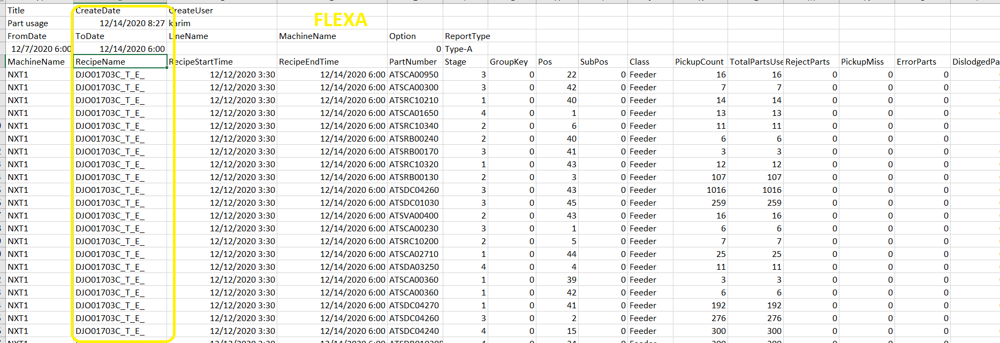 Title CreateDate CreateUser
FLEXA
Part usage 12/14/2020 8:27 karim
FromDate ToDate LineName MachineName Option ReportType
12/7/2020 6:00 12/14/2020 6:00 0 Type-A
MachineName RecipeName RecipeStartTime RecipeEndTime PartNumber Stage GroupKey Pos SubPos Class PickupCount TotalPartsUse RejectParts PickupMiss ErrorParts DislodgedPa
NXT1 DJO01703C_T_E_ 12/12/2020 3:30 12/14/2020 6:00 ATSCA00950 3 0 22 0 Feeder 16 16 0 0 0
NXT1 DJO01703C_T_E_ 12/12/2020 3:30 12/14/2020 6:00 ATSCA00300 3 0 42 0 Feeder 7 7 0 0 0
NXT1 DJO01703C_T_E_ 12/12/2020 3:30 12/14/2020 6:00 ATSRC10210 1 0 40 0 Feeder 14 14 0 0 0
NXT1 DJO01703C_T_E_ 12/12/2020 3:30 12/14/2020 6:00 ATSCA01650 4 0 1 0 Feeder 13 13 0 0 0
NXT1 DJO01703C_T_E_ 12/12/2020 3:30 12/14/2020 6:00 ATSRC10340 2 0 6 0 Feeder 11 11 0 0 0
NXT1 DJO01703C_T_E_ 12/12/2020 3:30 12/14/2020 6:00 ATSRB00240 2 0 40 0 Feeder 6 6 0 0 0
NXT1 DJO01703C_T_E_ 12/12/2020 3:30 12/14/2020 6:00 ATSRB00170 3 0 41 0 Feeder 3 3 0 0 0
NXT1 DJO01703C_T_E_ 12/12/2020 3:30 12/14/2020 6:00 ATSRC10320 1 0 43 0 Feeder 12 12 0 0 0
NXT1 DJO01703C_T_E_ 12/12/2020 3:30 12/14/2020 6:00 ATSRB00130 2 0 3 0 Feeder 107 107 0 0 0
NXT1 DJO01703C_T_E_ 12/12/2020 3:30 12/14/2020 6:00 ATSDC04260 3 0 43 0 Feeder 1016 1016 0 0 0
NXT1 DJO01703C_T_E_ 12/12/2020 3:30 12/14/2020 6:00 ATSDC01030 3 0 45 0 Feeder 259 259 0 0 0
NXT1 DJO01703C_T_E_ 12/12/2020 3:30 12/14/2020 6:00 ATSVA00400 2 0 43 0 Feeder 16 16 0 0 0
NXT1 DJO01703C_T_E_ 12/12/2020 3:30 12/14/2020 6:00 ATSCA00230 3 0 1 0 Feeder 6 6 0 0 0
NXT1 DJO01703C_T_E_ 12/12/2020 3:30 12/14/2020 6:00 ATSRC10200 2 0 5 0 Feeder 7 7 0 0 0
NXT1 DJO01703C_T_E_ 12/12/2020 3:30 12/14/2020 6:00 ATSCA02710 1 0 44 0 Feeder 25 25 0 0 0
NXT1 DJO01703C_T_E_ 12/12/2020 3:30 12/14/2020 6:00 ATSDA03250 4 0 4 0 Feeder 11 11 0 0 0
NXT1 DJO01703C_T_E_ 12/12/2020 3:30 12/14/2020 6:00 ATSCA00360 1 0 39 0 Feeder 3 3 0 0 0
NXT1 DJO01703C_T_E_ 12/12/2020 3:30 12/14/2020 6:00 ATSCA00360 1 0 42 0 Feeder 6 6 0 0 0
NXT1 DJO01703C_T_E_ 12/12/2020 3:30 12/14/2020 6:00 ATSDC04270 1 0 41 0 Feeder 192 192 0 0 0
NXT1 DJO01703C_T_E_ 12/12/2020 3:30 12/14/2020 6:00 ATSDC04260 3 0 2 0 Feeder 276 276 0 0 0
NXT1 DJO01703C_T_E_ 12/12/2020 3:30 12/14/2020 6:00 ATSDC04240 4 0 15 0 Feeder 300 300 0 0 0
NXT1 DJO01703C_T_E_